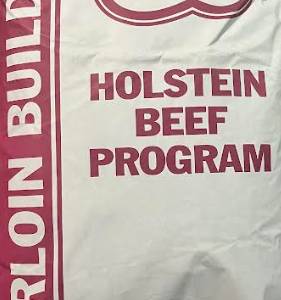 HOLSTEIN
BEEF
PROGRAM
RLOIN BUILD